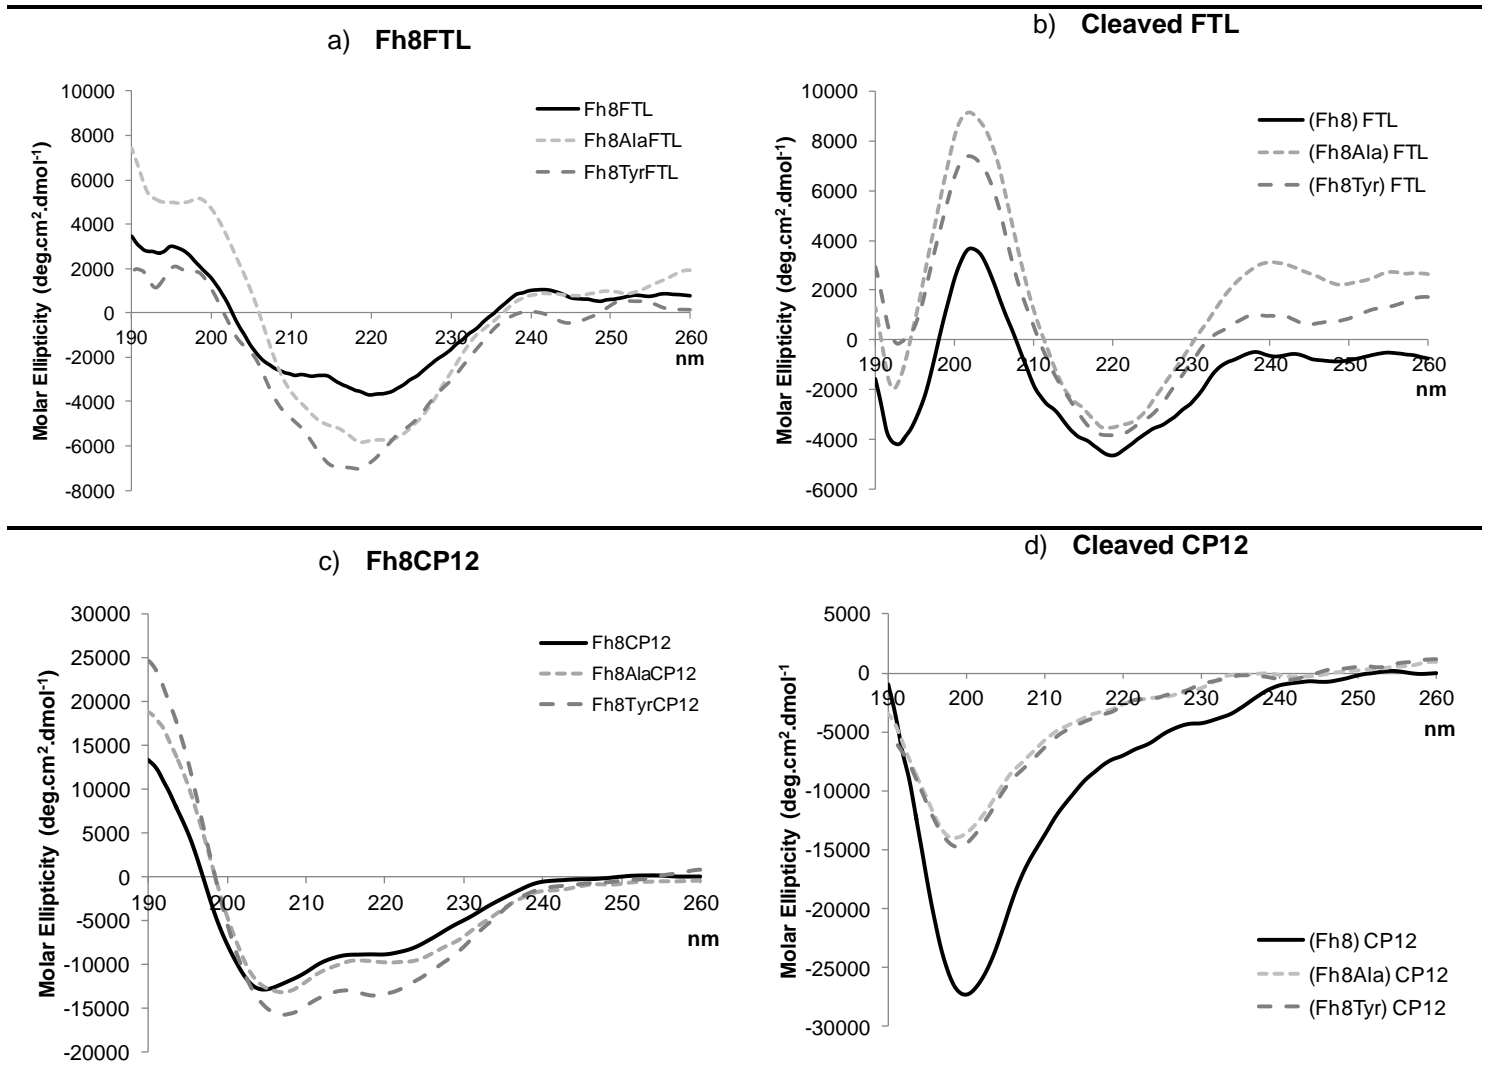 a) Fh8FTL
10000
8000
6000
4000
2000
0
-2000
-4000
-6000
-8000
190 200 210 220 230 240 250 260
nm
Molar Ellipticity (deg.cm².dmol⁻¹)
Fh8FTL
Fh8AlaFTL
Fh8TyrFTL
b) Cleaved FTL
10000
8000
6000
4000
2000
0
-2000
-4000
-6000
190 200 210 220 230 240 250 260
nm
Molar Ellipticity (deg.cm².dmol⁻¹)
(Fh8) FTL
(Fh8Ala) FTL
(Fh8Tyr) FTL
c) Fh8CP12
30000
25000
20000
15000
10000
5000
0
-5000
-10000
-15000
-20000
190 200 210 220 230 240 250 260
nm
Molar Ellipticity (deg.cm².dmol⁻¹)
Fh8CP12
Fh8AlaCP12
Fh8TyrCP12
d) Cleaved CP12
5000
0
-5000
-10000
-15000
-20000
-25000
-30000
190 200 210 220 230 240 250 260
nm
Molar Ellipticity (deg.cm².dmol⁻¹
(Fh8) CP12
(Fh8Ala) CP12
(Fh8Tyr) CP12